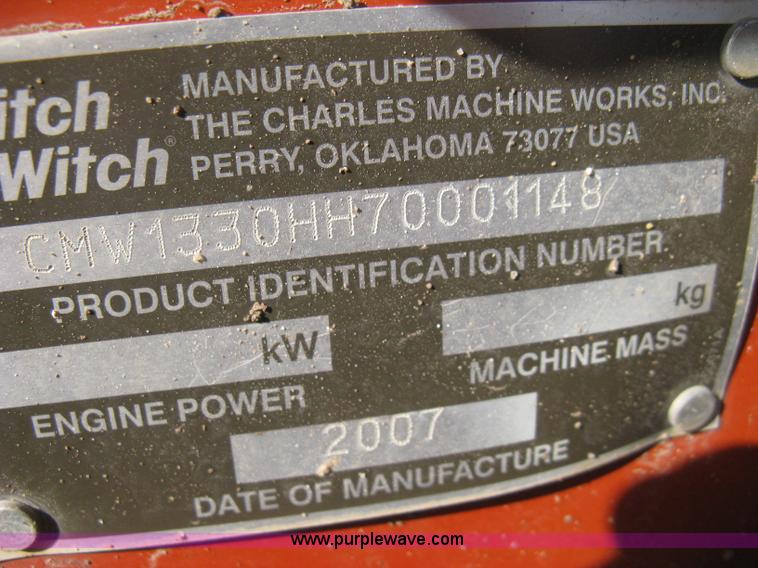 itch
Witch®
MANUFACTURED BY
THE CHARLES MACHINE WORKS, INC.
PERRY, OKLAHOMA 73077 USA
CMW1330HH70001148
PRODUCT IDENTIFICATION NUMBER
kW
ENGINE POWER
kg
MACHINE MASS
2007
DATE OF MANUFACTURE
www.purplewave.com